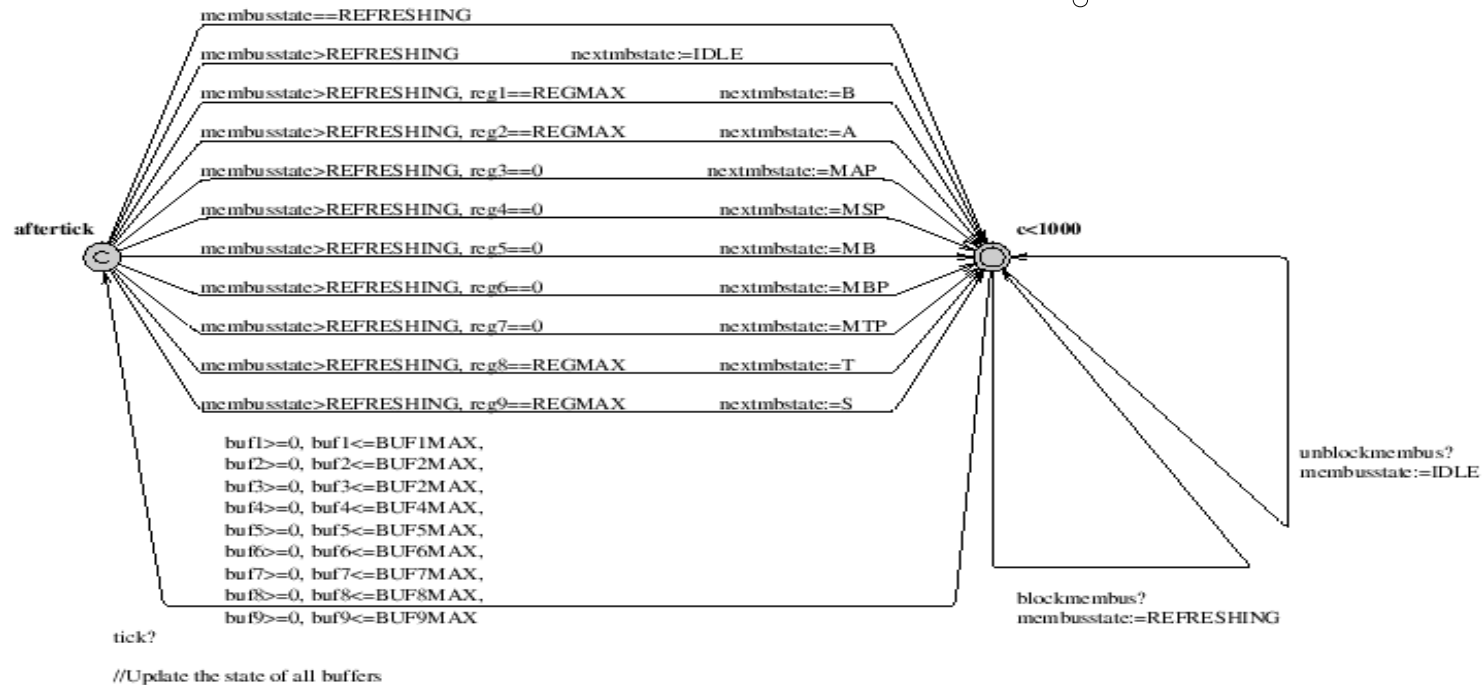 membusstate==REFRESHING
membusstate>REFRESHING nextmbstate:=IDLE
membusstate>REFRESHING, reg1==REGMAX nextmbstate:=B
membusstate>REFRESHING, reg2==REGMAX nextmbstate:=A
membusstate>REFRESHING, reg3==0 nextmbstate:=MAP
membusstate>REFRESHING, reg4==0 nextmbstate:=MSP
aftertick c<1000
C
membusstate>REFRESHING, reg5==0 nextmbstate:=MB
membusstate>REFRESHING, reg6==0 nextmbstate:=MBP
membusstate>REFRESHING, reg7==0 nextmbstate:=MTP
membusstate>REFRESHING, reg8==REGMAX nextmbstate:=T
membusstate>REFRESHING, reg9==REGMAX nextmbstate:=S
buf1>=0, buf1<=BUF1MAX,
buf2>=0, buf2<=BUF2MAX,
buf3>=0, buf3<=BUF2MAX,
buf4>=0, buf4<=BUF4MAX,
buf5>=0, buf5<=BUF5MAX,
buf6>=0, buf6<=BUF6MAX,
buf7>=0, buf7<=BUF7MAX,
buf8>=0, buf8<=BUF8MAX,
buf9>=0, buf9<=BUF9MAX
unblockmembus?
membusstate:=IDLE
blockmembus?
membusstate:=REFRESHING
tick?
//Update the state of all buffers